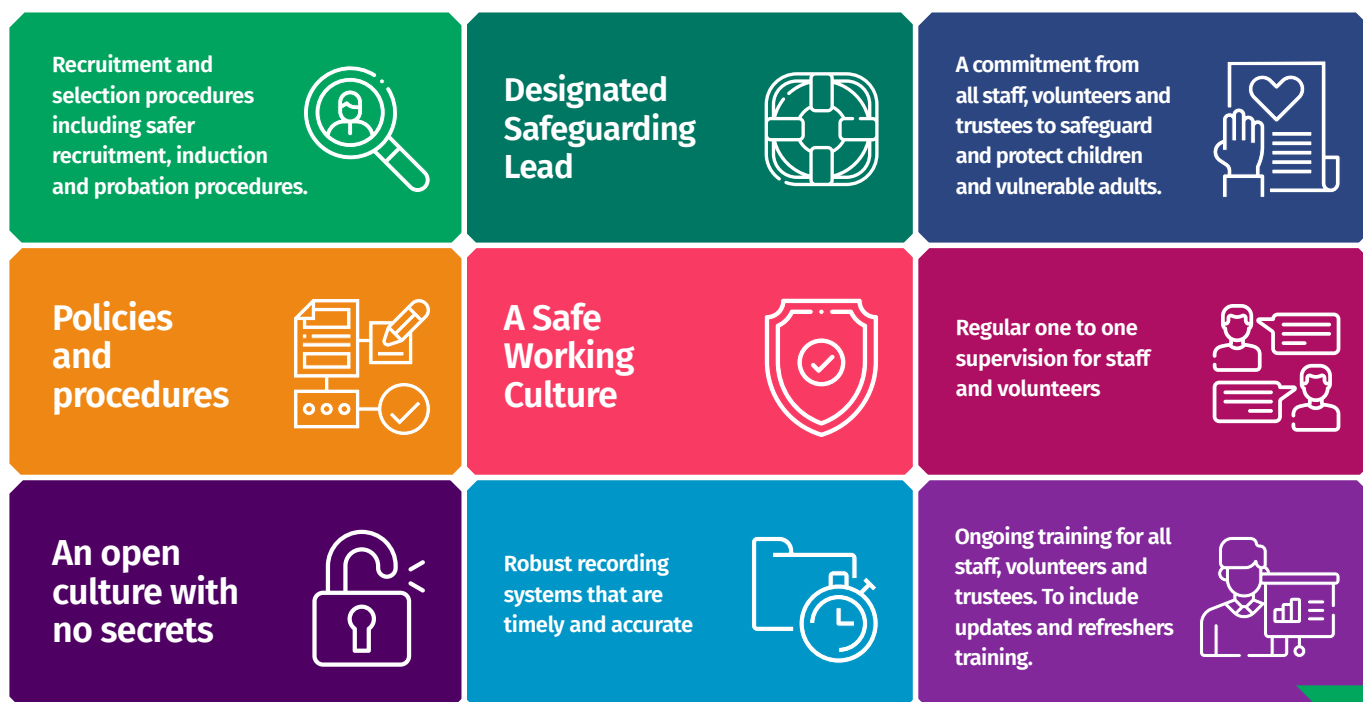 Recruitment and
selection procedures
including safer
recruitment, induction
and probation procedures.
Designated
Safeguarding
Lead
A commitment from
all staff, volunteers and
trustees to safeguard
and protect children
and vulnerable adults.
Policies
and
procedures
A Safe
Working
Culture
Regular one to one
supervision for staff
and volunteers
An open
culture with
no secrets
Robust recording
systems that are
timely and accurate
Ongoing training for all
staff, volunteers and
trustees. To include
updates and refreshers
training.